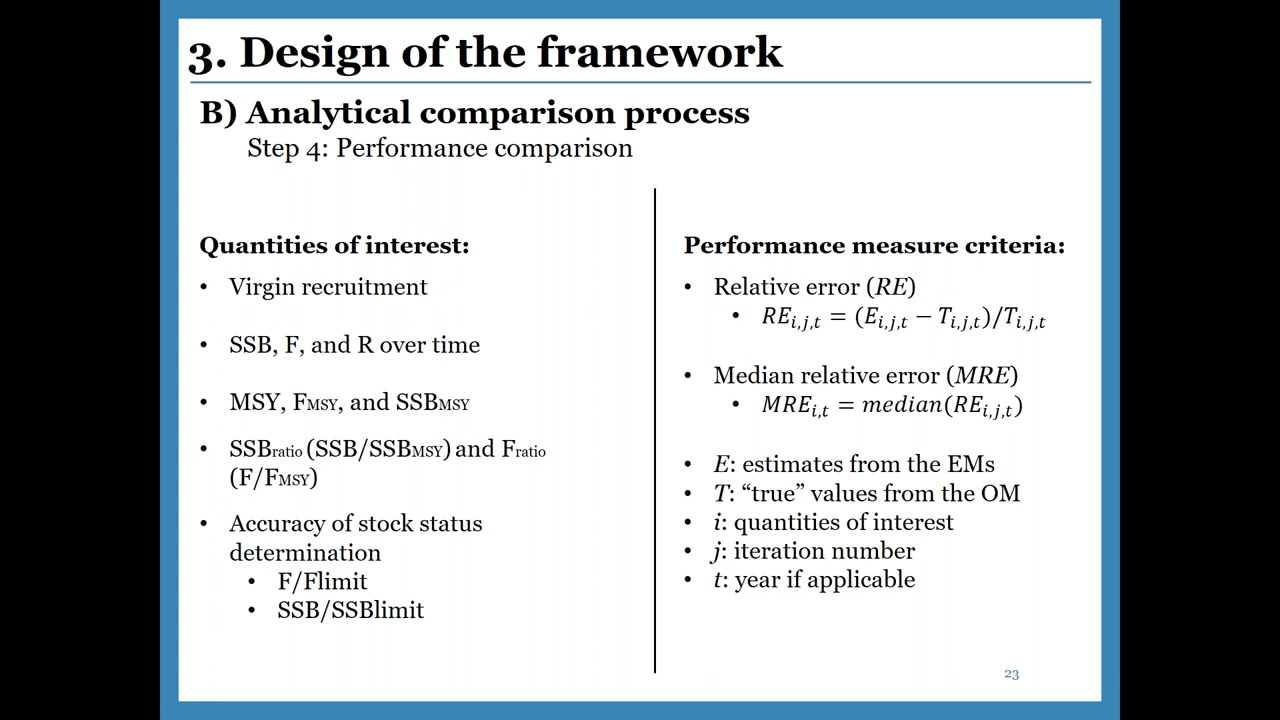 3. Design of the framework
B) Analytical comparison process
Step 4: Performance comparison
Quantities of interest:
• Virgin recruitment
• SSB, F, and R over time
• MSY, FMSY, and SSBMSY
• SSBratio (SSB/SSBMSY) and Fratio
(F/FMSY)
• Accuracy of stock status
determination
• F/Flimit
• SSB/SSBlimit
Performance measure criteria:
• Relative error (RE)
• REi,j,t = (Ei,j,t − Ti,j,t)/Ti,j,t
• Median relative error (MRE)
• MREi,t = median(REi,j,t)
• E: estimates from the EMs
• T: “true” values from the OM
• i: quantities of interest
• j: iteration number
• t: year if applicable
23